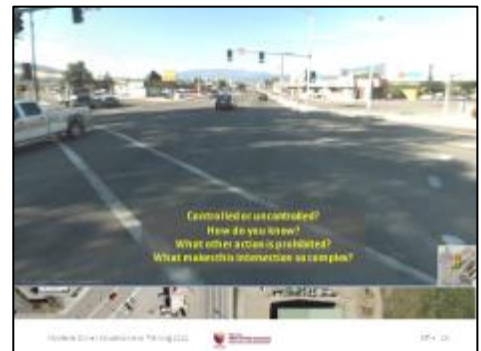 Controlled or uncontrolled?
How do you know?
What other action is prohibited?
What makes this intersection so complex?